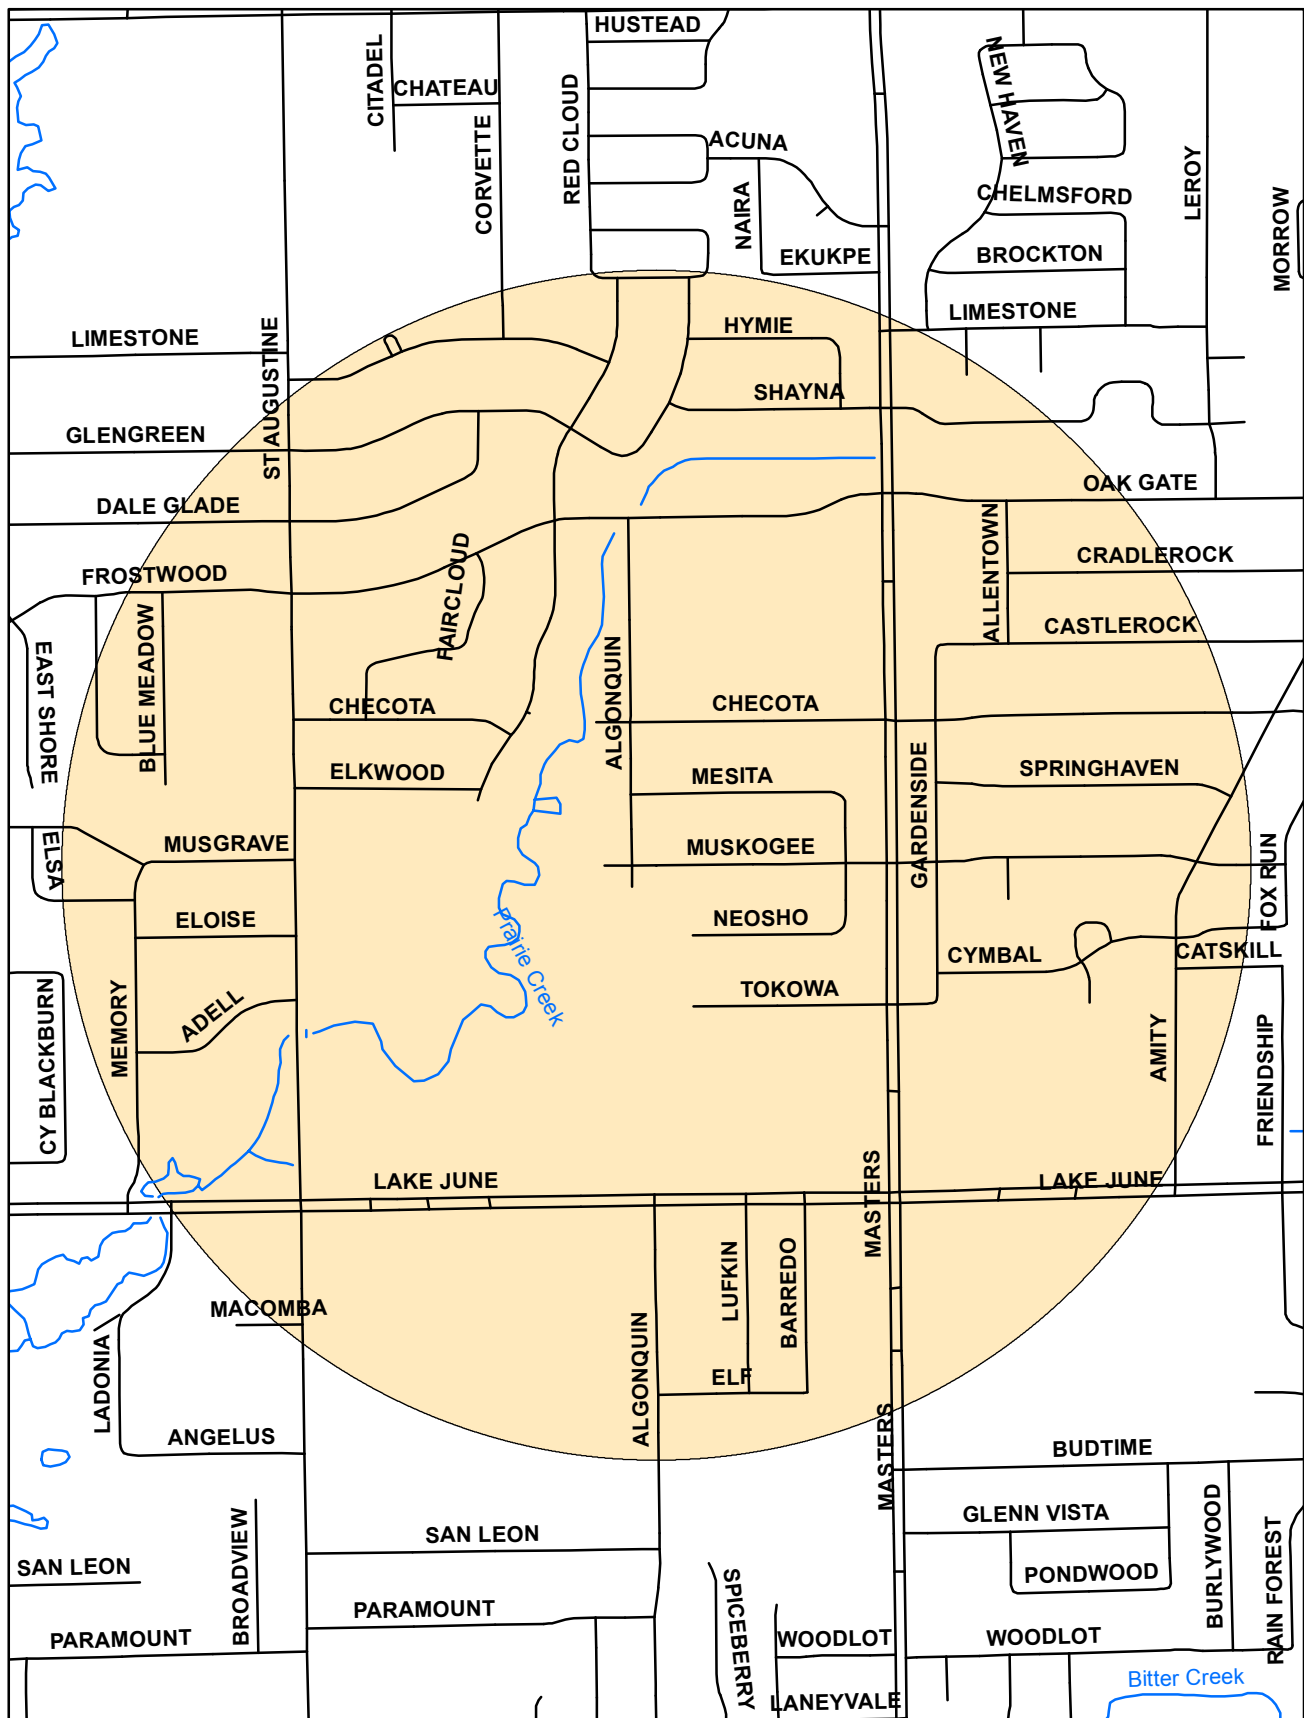 HUSTEAD
CITADEL
CHATEAU
CORVETTE
RED CLOUD
ACUNA
NAIRA
EKUKPE
NEW HAVEN
CHELMSFORD
BROCKTON
LEROY
MORROW
LIMESTONE
LIMESTONE
ST AUGUSTINE
HYMIE
SHAYNA
GLENGREEN
DALE GLADE
OAK GATE
FROSTWOOD
FAIRCLOUD
ALLENTOWN
CRADLEROCK
CASTLEROCK
EAST SHORE
BLUE MEADOW
CHECOTA
ALGONQUIN
CHECOTA
ELKWOOD
MESITA
GARDENSIDE
SPRINGHAVEN
ELSA
MUSGRAVE
MUSKOGEE
FOX RUN
ELOISE
Prairie Creek
NEOSHO
CYMBAL
CATSKILL
CY BLACKBURN
MEMORY
ADELL
TOKOWA
AMITY
FRIENDSHIP
LAKE JUNE
MASTERS
LAKE JUNE
LUFKIN
BARREDO
MACOMBA
LADONIA
ALGONQUIN
ELF
ANGELUS
MASTERS
BUDTIME
BROADVIEW
SAN LEON
GLENN VISTA
BURLYWOOD
RAIN FOREST
SAN LEON
PONDWOOD
SPICEBERRY
PARAMOUNT
PARAMOUNT
WOODLOT
WOODLOT
LANEYVALE
Bitter Creek